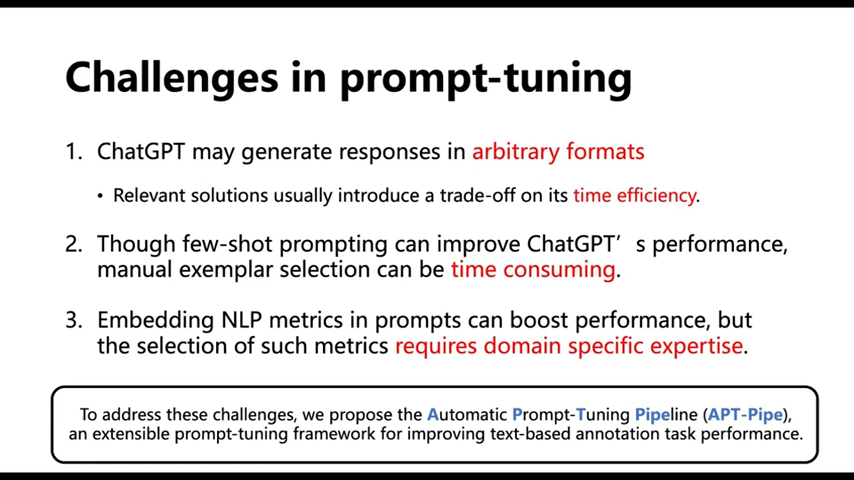 Challenges in prompt-tuning
1. ChatGPT may generate responses in arbitrary formats
• Relevant solutions usually introduce a trade-off on its time efficiency.
2. Though few-shot prompting can improve ChatGPT’s performance,
manual exemplar selection can be time consuming.
3. Embedding NLP metrics in prompts can boost performance, but
the selection of such metrics requires domain specific expertise.
To address these challenges, we propose the Automatic Prompt-Tuning Pipeline (APT-Pipe),
an extensible prompt-tuning framework for improving text-based annotation task performance.